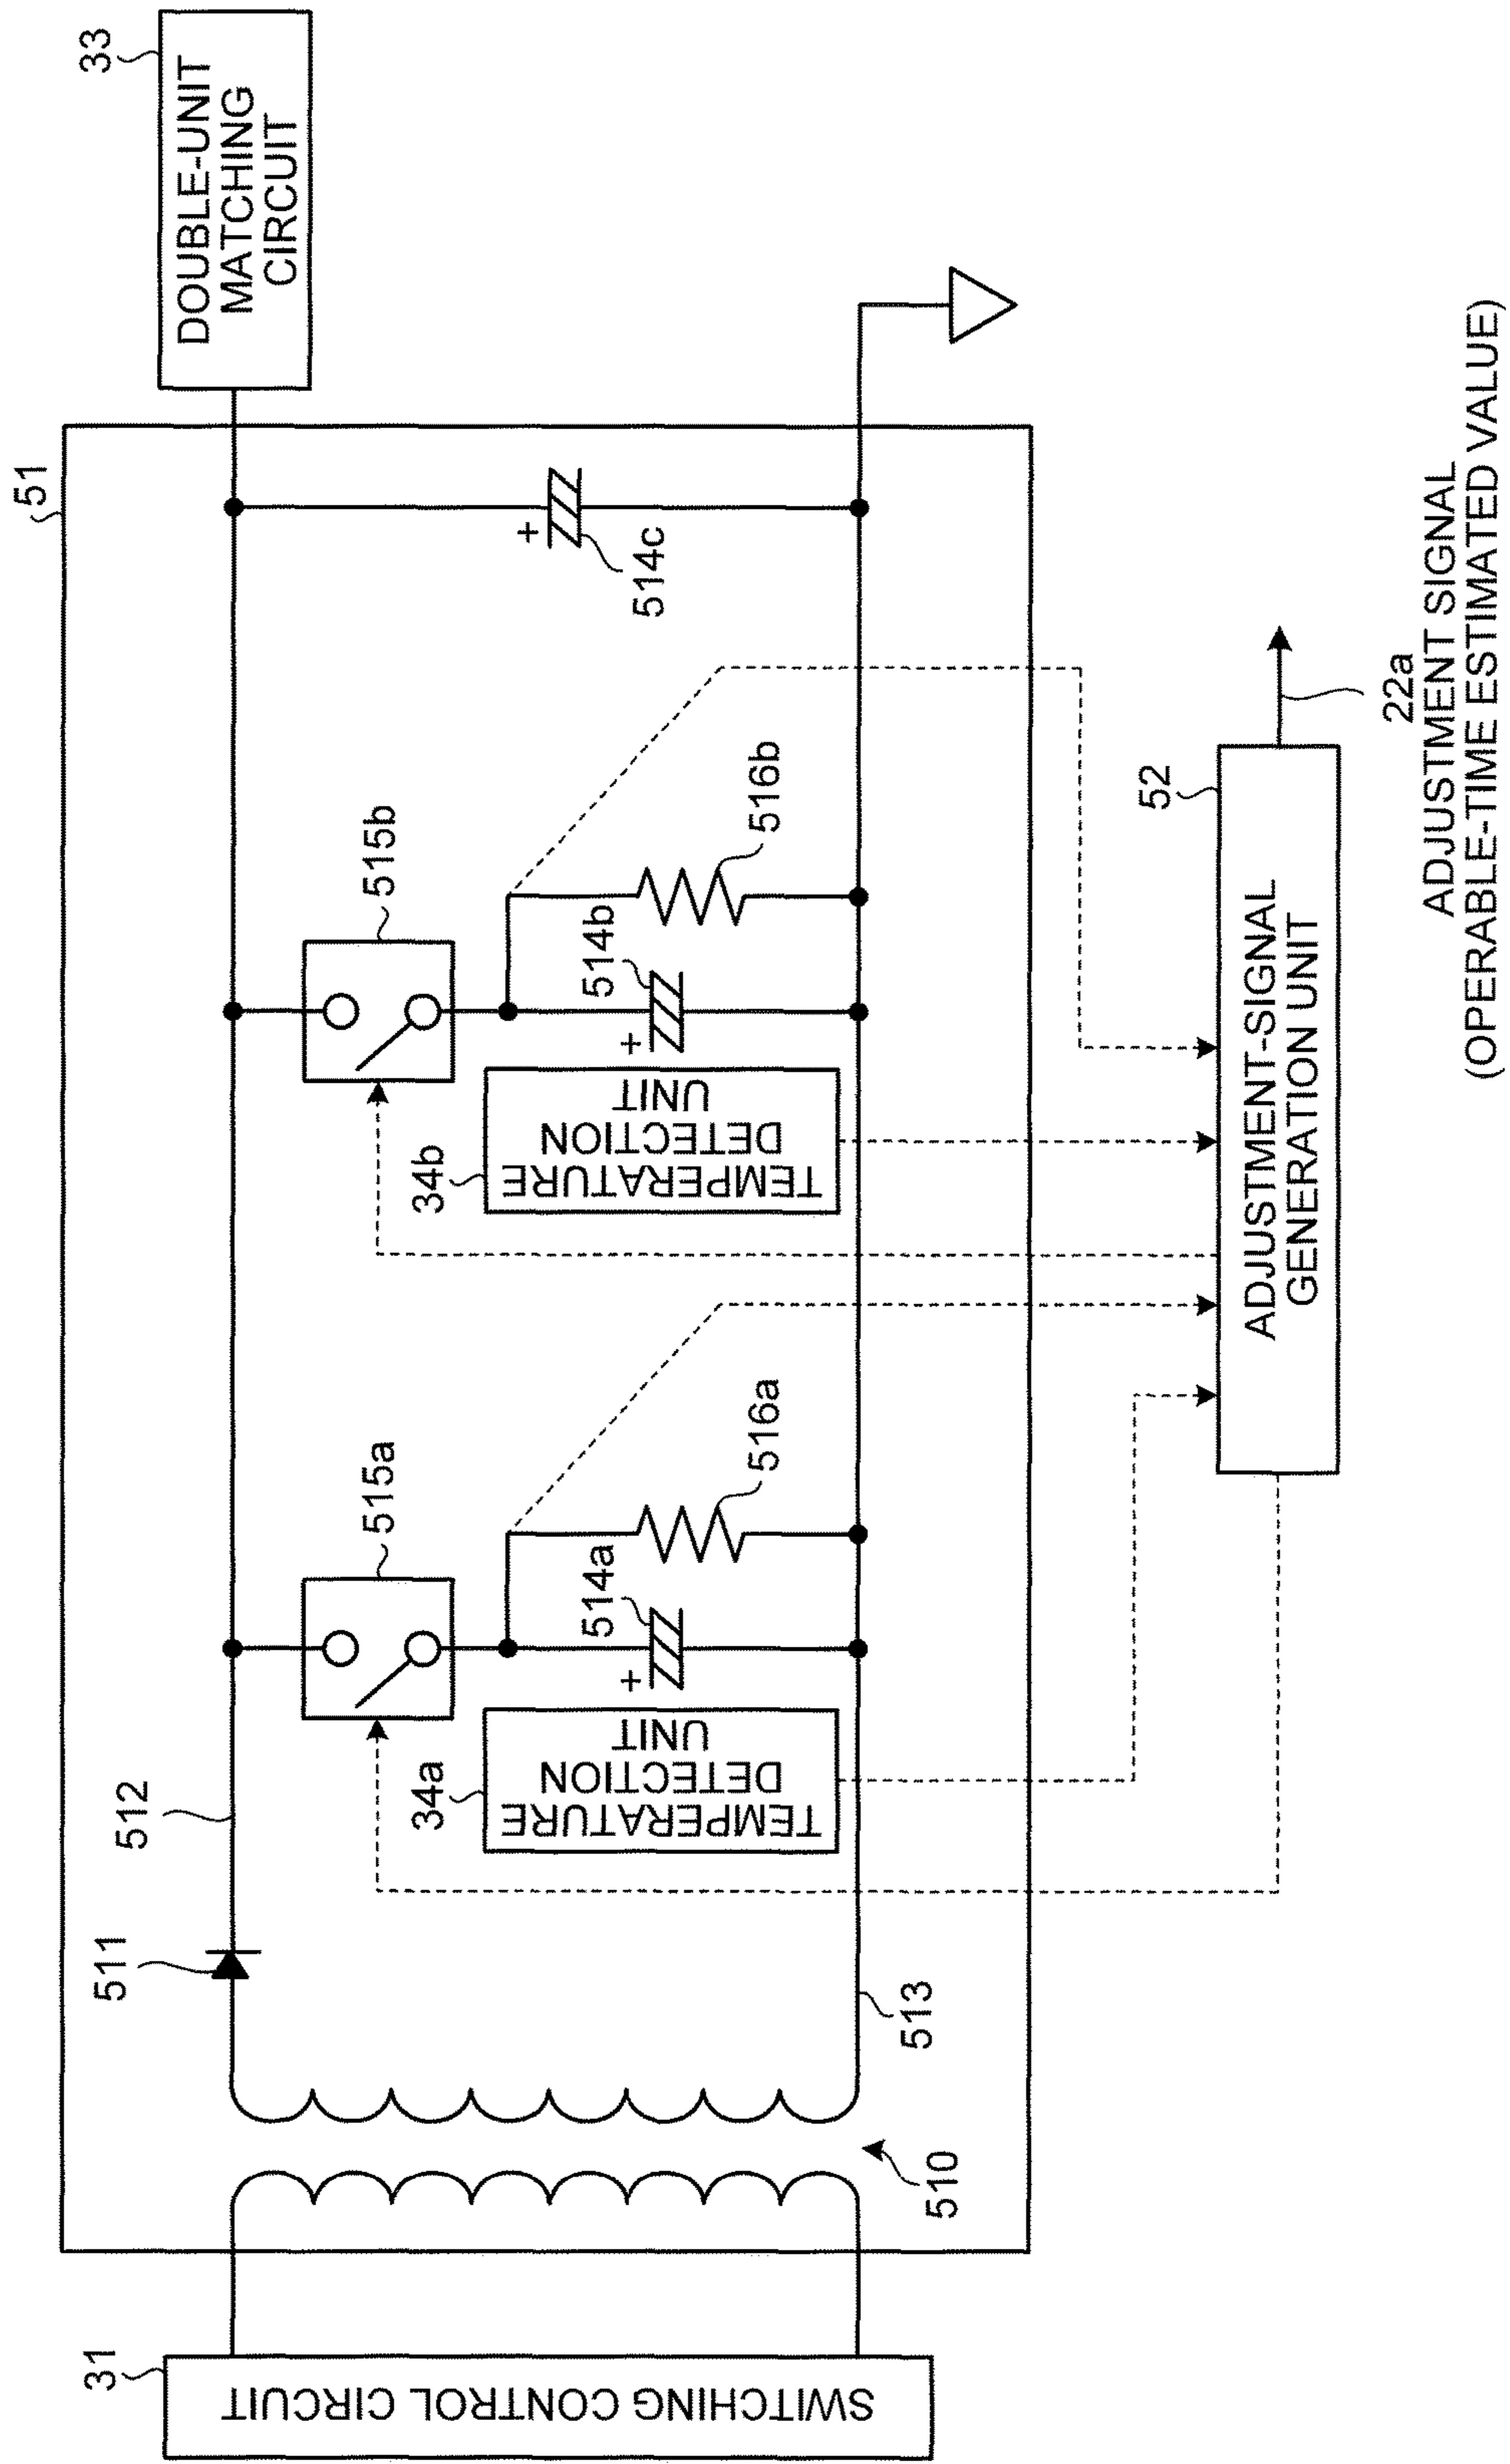 33
DOUBLE-UNIT
MATCHING
CIRCUIT
51
+
514c
515b
516b
514b
+
34b
TEMPERATURE
DETECTION
UNIT
515a
516a
514a
+
34a
TEMPERATURE
DETECTION
UNIT
512
511
513
510
31
SWITCHING CONTROL CIRCUIT
52
ADJUSTMENT-SIGNAL
GENERATION UNIT
22a
ADJUSTMENT SIGNAL
(OPERABLE-TIME ESTIMATED VALUE)